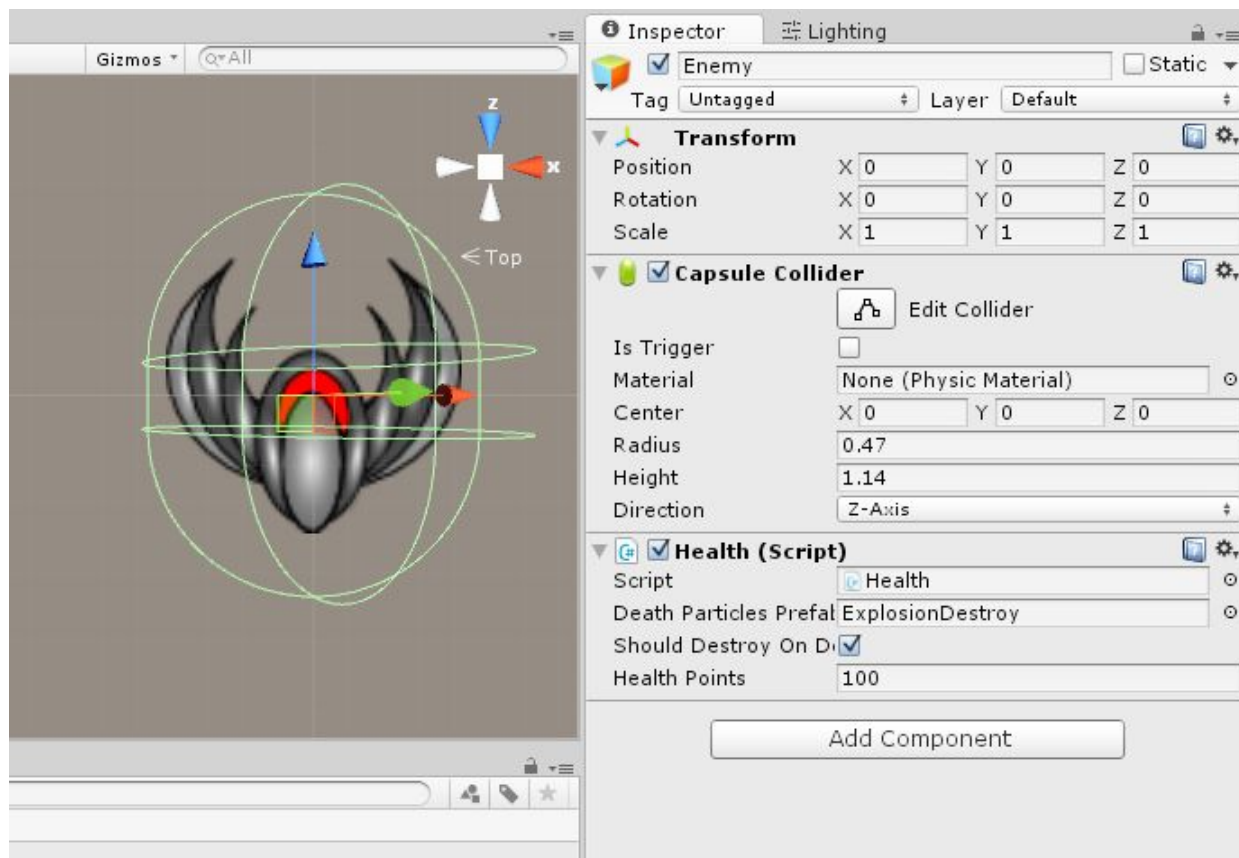 Inspector Lighting
Gizmos All
Enemy Static
Tag Untagged Layer Default
z
x
Top
Transform
Position X 0 Y 0 Z 0
Rotation X 0 Y 0 Z 0
Scale X 1 Y 1 Z 1
Capsule Collider
Edit Collider
Is Trigger
Material None (Physic Material)
Center X 0 Y 0 Z 0
Radius 0.47
Height 1.14
Direction Z-Axis
Health (Script)
Script Health
Death Particles Prefab ExplosionDestroy
Should Destroy On D
Health Points 100
Add Component